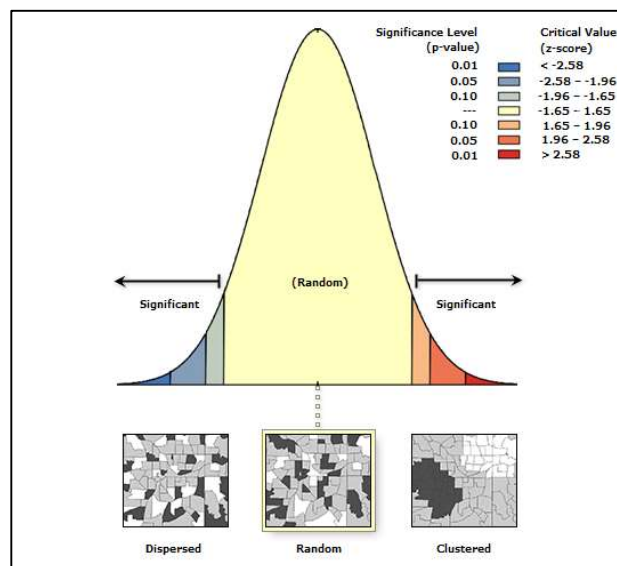 Significance Level Critical Value
(p-value) (z-score)
0.01 < -2.58
0.05 -2.58 – -1.96
0.10 -1.96 – -1.65
--- -1.65 – 1.65
0.10 1.65 – 1.96
0.05 1.96 – 2.58
0.01 > 2.58
(Random)
Significant Significant
Dispersed Random Clustered